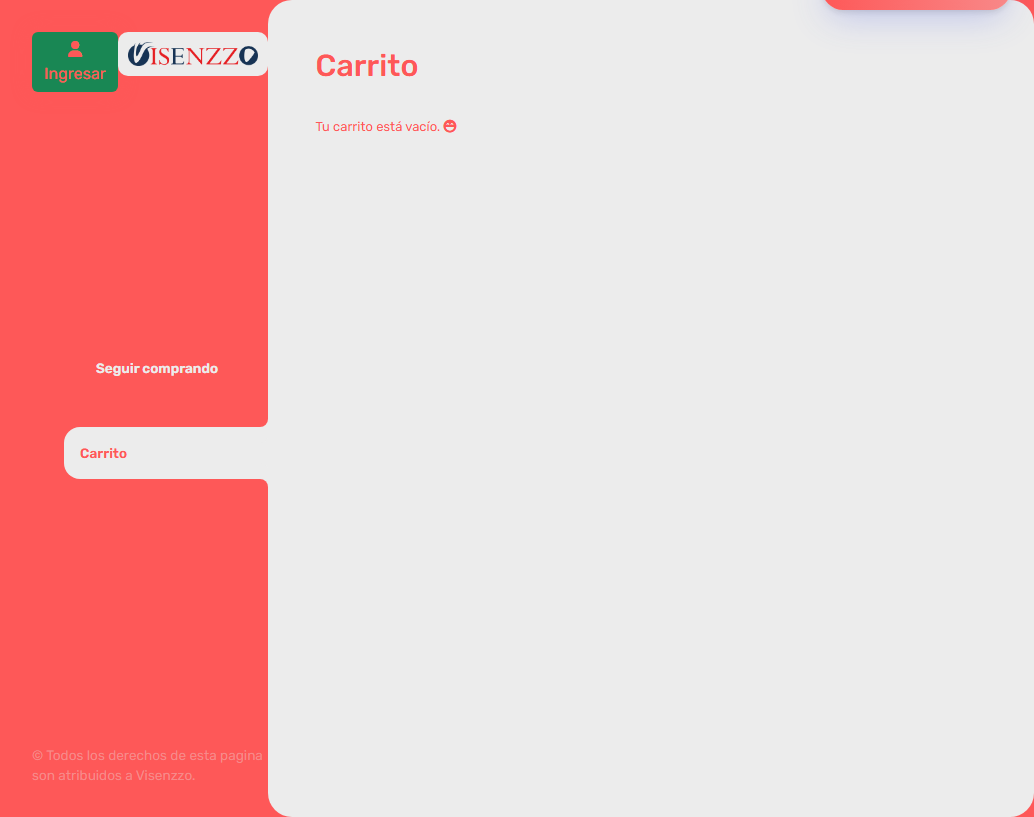 Ingresar
VISENZZO
Carrito
Tu carrito está vacío.
Seguir comprando
Carrito
© Todos los derechos de esta pagina
son atribuidos a Visenzzo.